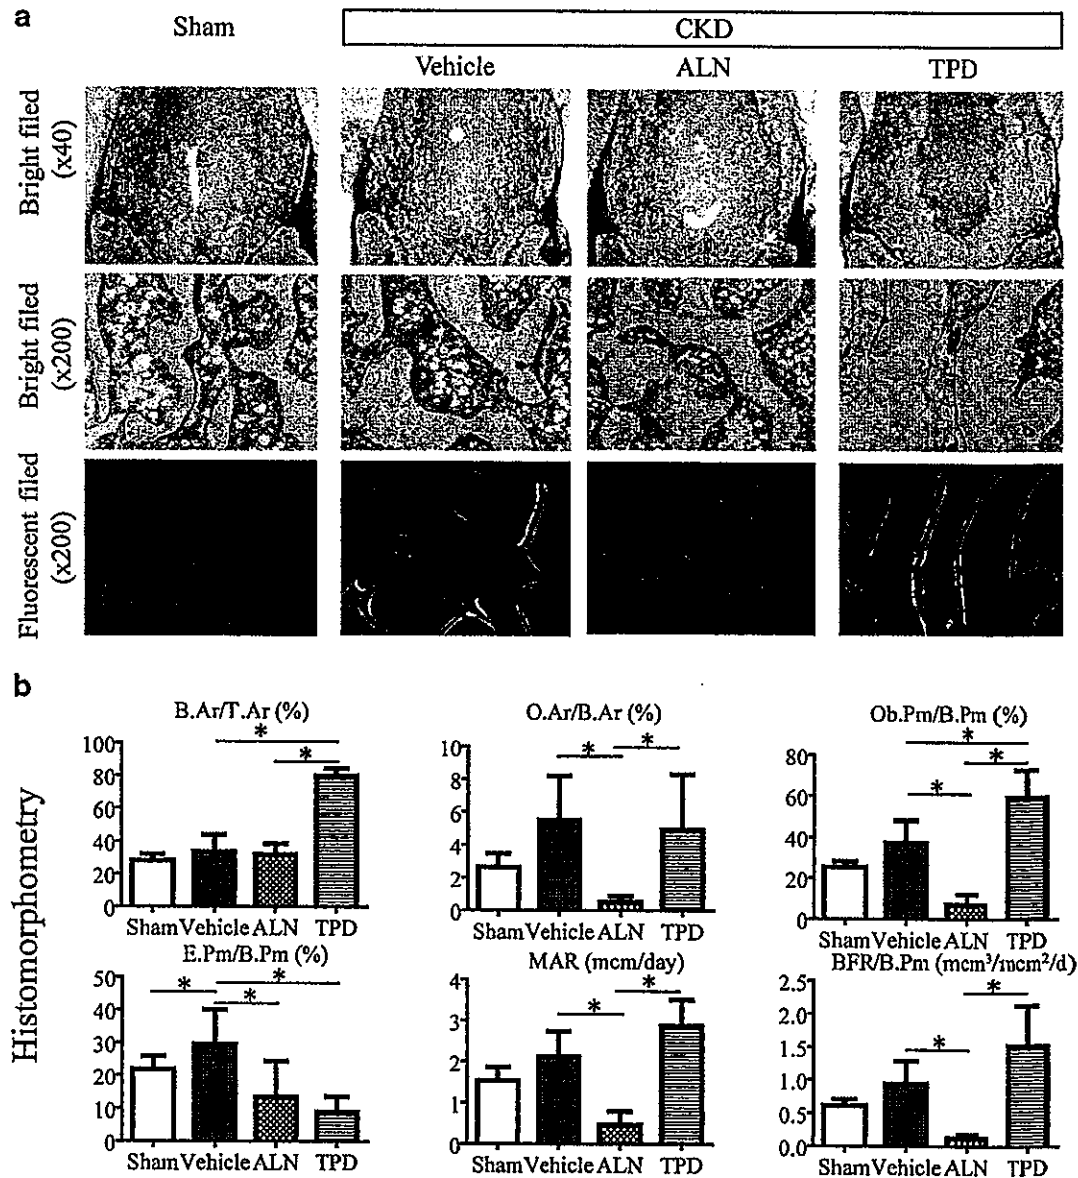 a
Sham
CKD
Vehicle ALN TPD
Bright filed
(x40)
Bright filed
(x200)
Fluorescent filed
(x200)
b
Histomorphometry
B.Ar/T.Ar (%)
100
80
60
40
20
0
* *
Sham Vehicle ALN TPD
O.Ar/B.Ar (%)
10
8
6
4
2
0
* *
Sham Vehicle ALN TPD
Ob.Pm/B.Pm (%)
80
60
40
20
0
* * *
Sham Vehicle ALN TPD
E.Pm/B.Pm (%)
50
40
30
20
10
0
* * *
Sham Vehicle ALN TPD
MAR (mcm/day)
4
3
2
1
0
* *
Sham Vehicle ALN TPD
BFR/B.Pm (mcm³/mcm²/d)
2.5
2.0
1.5
1.0
0.5
0.0
* *
Sham Vehicle ALN TPD